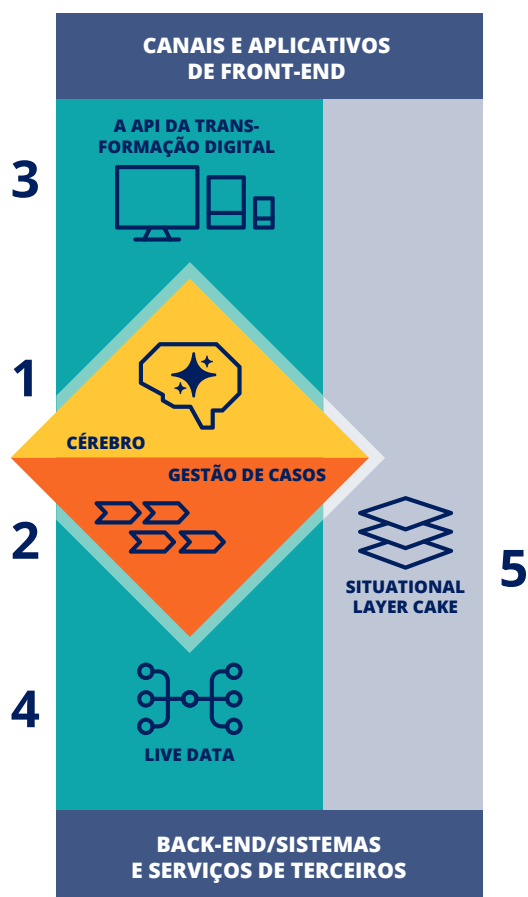 CANAIS E APLICATIVOS
DE FRONT-END
A API DA TRANS-
FORMAÇÃO DIGITAL
3
1
CÉREBRO
GESTÃO DE CASOS
2
5
SITUATIONAL
LAYER CAKE
4
LIVE DATA
BACK-END/SISTEMAS
E SERVIÇOS DE TERCEIROS